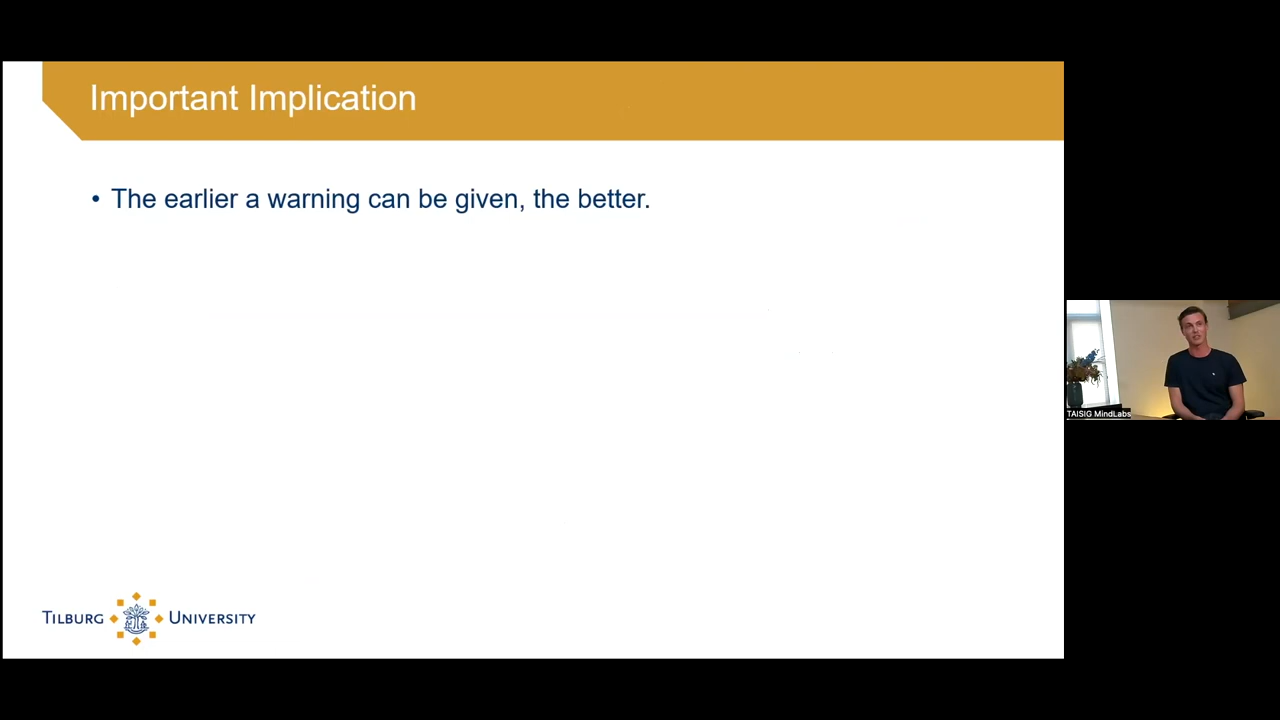 Important Implication
• The earlier a warning can be given, the better.
TAISIG MindLabs
TILBURG UNIVERSITY